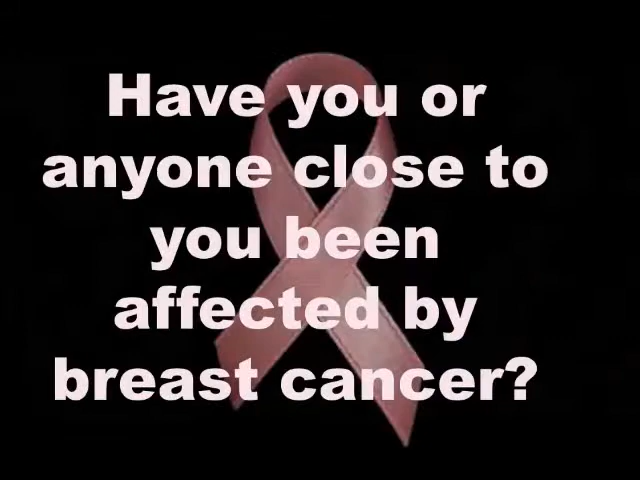 Have you or
anyone close to
you been
affected by
breast cancer?